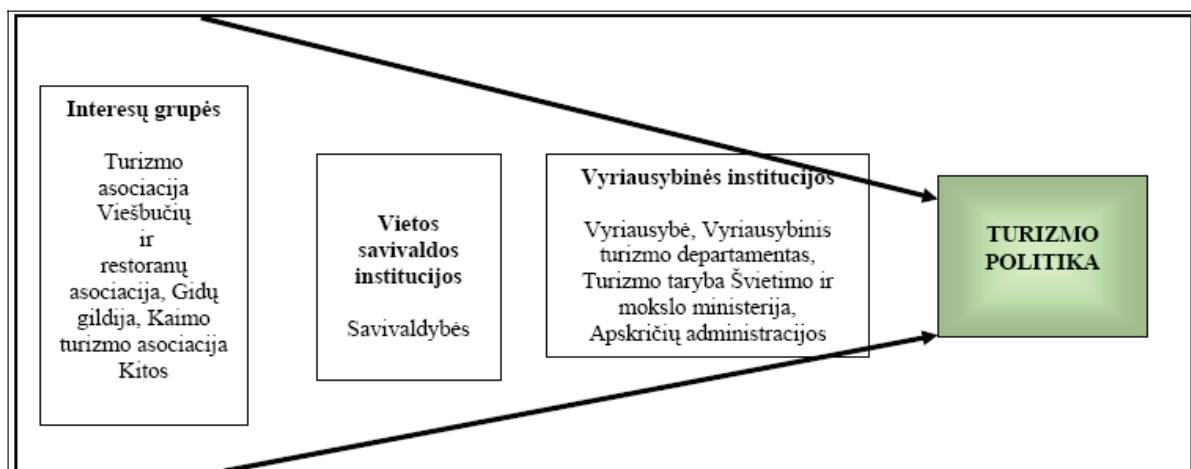 Interesų grupės
Turizmo
asociacija
Viešbučių
ir
restoranų
asociacija, Gidų
gildija, Kaimo
turizmo asociacija
Kitos
Vietos
savivaldos
institucijos
Savivaldybės
Vyriausybinės institucijos
Vyriausybė, Vyriausybinis
turizmo departamentas,
Turizmo taryba Švietimo ir
mokslo ministerija,
Apskričių administracijos
TURIZMO
POLITIKA